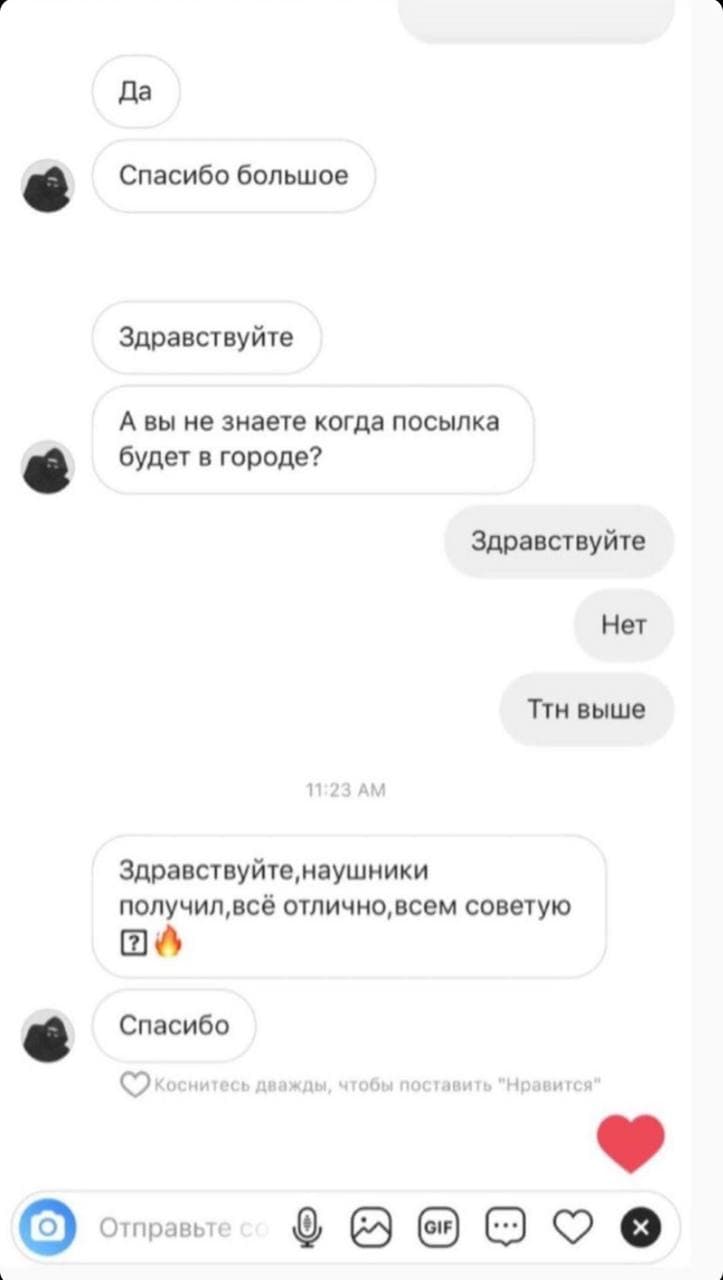 Да
Спасибо большое
Здравствуйте
А вы не знаете когда посылка
будет в городе?
Здравствуйте
Нет
Ттн выше
11:23 AM
Здравствуйте,наушники
получил,всё отлично,всем советую
🔥
Спасибо
Коснитесь дважды, чтобы поставить "Нравится"
Отправьте GIF